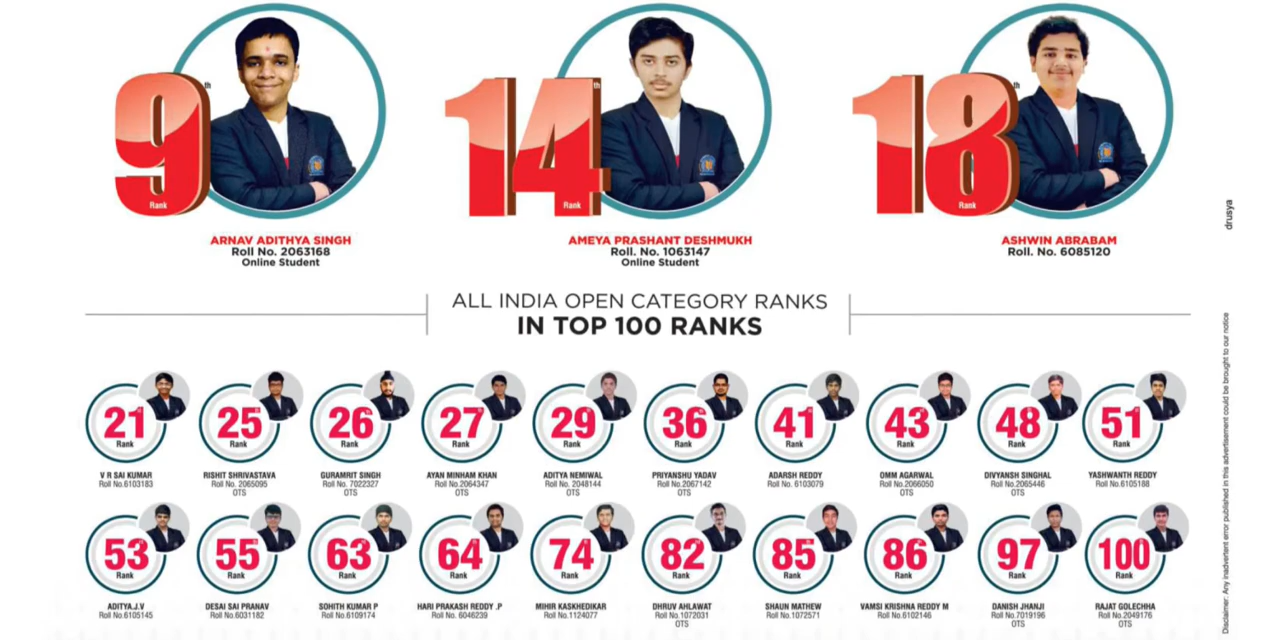 9th Rank
14th Rank
18th Rank
ARNAV ADITHYA SINGH
Roll No. 2063168
Online Student
AMEYA PRASHANT DESHMUKH
Roll. No. 1063147
Online Student
ASHWIN ABRABAM
Roll. No. 6085120
ALL INDIA OPEN CATEGORY RANKS
IN TOP 100 RANKS
21 Rank
V R SAI KUMAR
Roll No.6103183
25 Rank
RISHIT SHRIVASTAVA
Roll No. 2065095
OTS
26 Rank
GURAMRIT SINGH
Roll No. 7022327
OTS
27 Rank
AYAN MINHAM KHAN
Roll No.2064347
OTS
29 Rank
ADITYA NEMIWAL
Roll No. 2048144
OTS
36 Rank
PRIYANSHU YADAV
Roll No.2067142
OTS
41 Rank
ADARSH REDDY
Roll No. 6103079
43 Rank
OMM AGARWAL
Roll No.2066050
OTS
48 Rank
DIVYANSH SINGHAL
Roll No.2065446
OTS
51 Rank
YASHWANTH REDDY
Roll No.6105188
53 Rank
ADITYA.J.V
Roll No.6105145
55 Rank
DESAI SAI PRANAV
Roll No.6031182
63 Rank
SOHITH KUMAR P
Roll No.6109174
64 Rank
HARI PRAKASH REDDY .P
Roll No. 6046239
74 Rank
MIHIR KASKHEDIKAR
Roll No.1124077
82 Rank
DHRUV AHLAWAT
Roll No.1072031
OTS
85 Rank
SHAUN MATHEW
Roll No.1072571
86 Rank
VAMSI KRISHNA REDDY M
Roll No.6102146
97 Rank
DANISH JHANJI
Roll No.7019196
OTS
100 Rank
RAJAT GOLECHHA
Roll No.2049176
OTS
drusya
Disclaimer: Any inadvertent error published in this advertisement could be brought to our notice